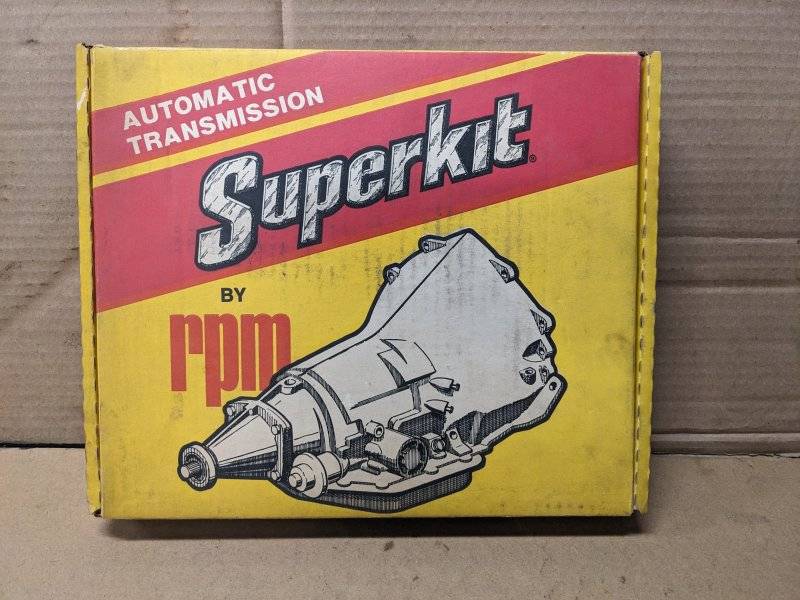 AUTOMATIC
TRANSMISSION
Superkit®
BY
rpm